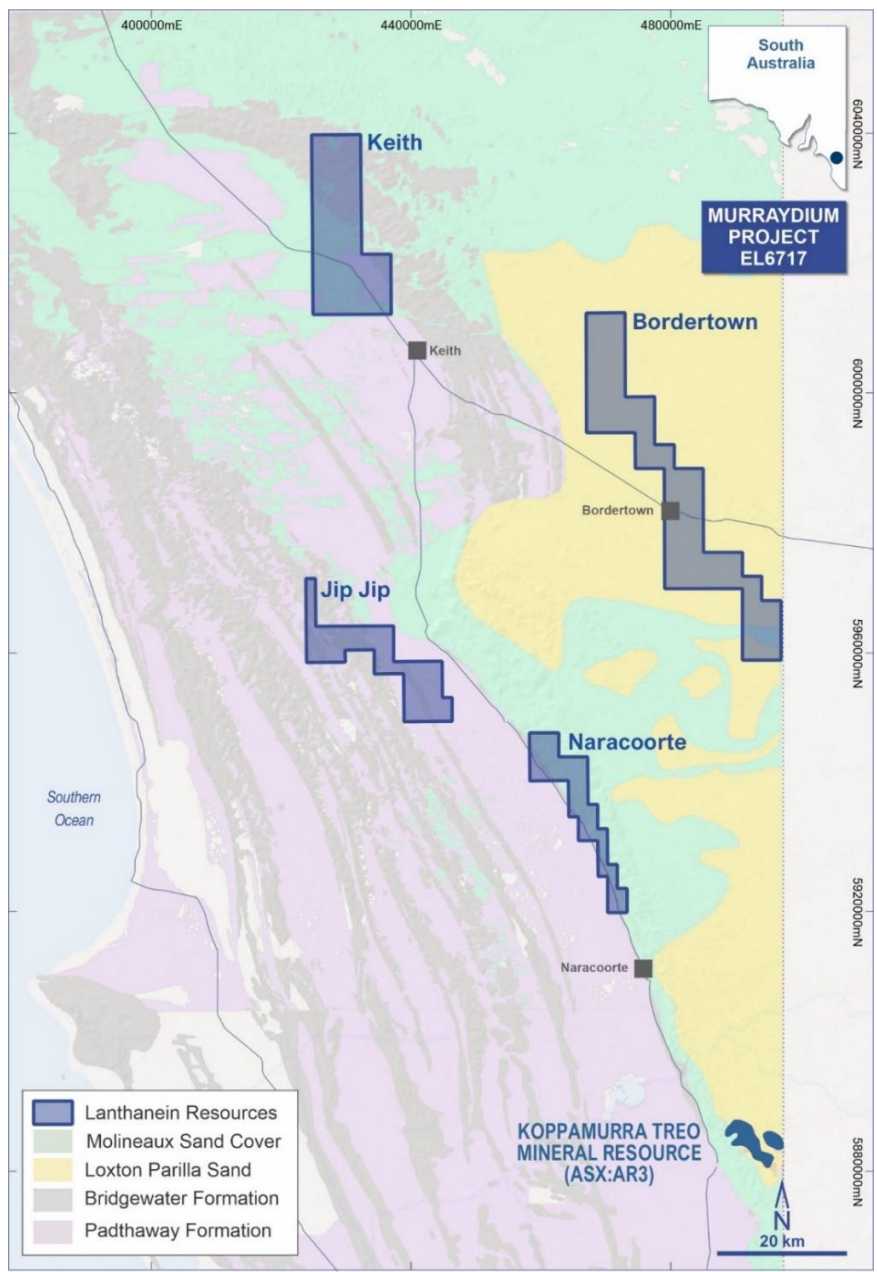 400000mE
440000mE
480000mE
South
Australia
6040000mN
MURRAYDIUM
PROJECT
EL6717
Keith
Bordertown
Keith
6000000mN
Bordertown
Jip Jip
5960000mN
Naracoorte
Southern
Ocean
5920000mN
Naracoorte
KOPPAMURRA TREO
MINERAL RESOURCE
(ASX:AR3)
5880000mN
N
20 km
Lanthanein Resources
Molineaux Sand Cover
Loxton Parilla Sand
Bridgewater Formation
Padthaway Formation